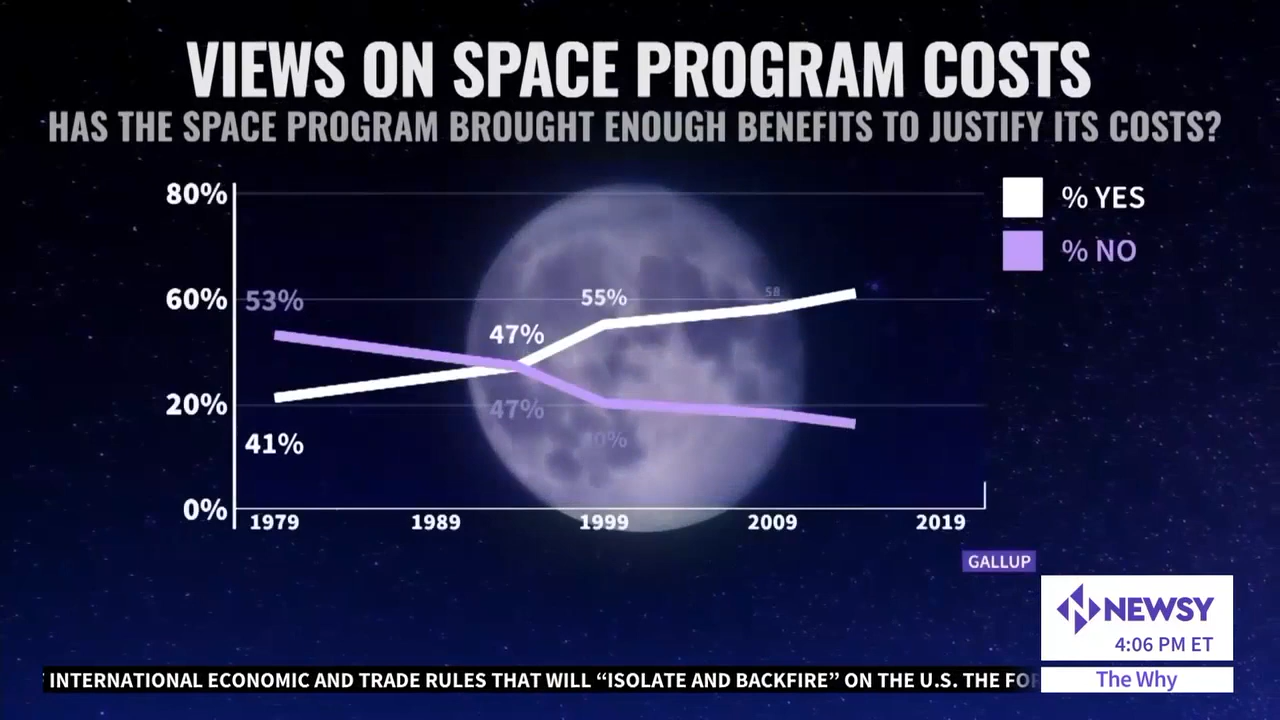 VIEWS ON SPACE PROGRAM COSTS
HAS THE SPACE PROGRAM BROUGHT ENOUGH BENEFITS TO JUSTIFY ITS COSTS?
80%
% YES
% NO
60%
53%
55%
58
47%
20%
47%
40%
41%
0%
1979
1989
1999
2009
2019
GALLUP
NEWSY
4:06 PM ET
INTERNATIONAL ECONOMIC AND TRADE RULES THAT WILL “ISOLATE AND BACKFIRE” ON THE U.S. THE
The Why